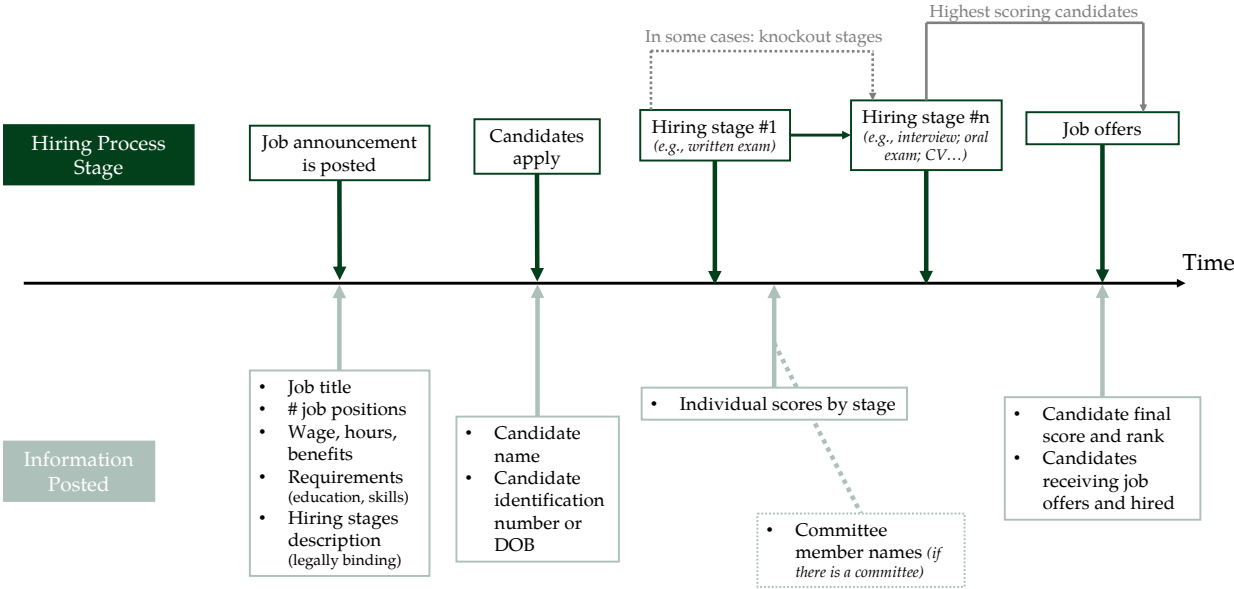 Highest scoring candidates
In some cases: knockout stages
Hiring Process
Stage
Job announcement
is posted
Candidates
apply
Hiring stage #1
(e.g., written exam)
Hiring stage #n
(e.g., interview; oral
exam; CV…)
Job offers
Time
Information
Posted
• Job title
• # job positions
• Wage, hours,
benefits
• Requirements
(education, skills)
• Hiring stages
description
(legally binding)
• Candidate
name
• Candidate
identification
number or
DOB
• Individual scores by stage
• Committee
member names (if
there is a committee)
• Candidate final
score and rank
• Candidates
receiving job
offers and hired